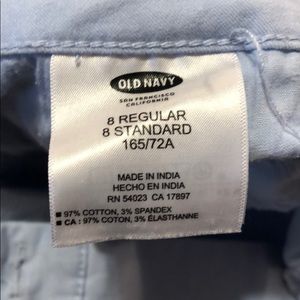 OLD NAVY
SAN FRANCISCO
CALIFORNIA
8 REGULAR
8 STANDARD
165/72A
MADE IN INDIA
HECHO EN INDIA
RN 54023 CA 17897
■ 97% COTTON, 3% SPANDEX
■ CA : 97% COTON, 3% ÉLASTHANNE